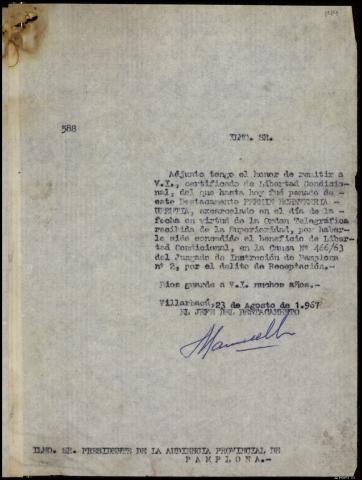 588
ILMO. SR.
Adjunto tengo el honor de remitir a
V.I., certificado de Libertad Condicio-
nal, del que hasta hoy fué penado de -
este Destacamento FERMIN
excarcelado en el día de la -
fecha en virtud de la Orden Telegráfica
recibida de la Superioridad, por haber-
le sido concedido el beneficio de Liber-
tad Condicional, en la Causa Nº 466/63
del Juzgado de Instrucción de Pamplona
nº 2, por el delito de Receptación.-
Dios guarde a V.I. muchos años.-
23 de Agosto de 1.967
EL JEFE DEL DESTACAMENTO
ILMO. SR. PRESIDENTE DE LA AUDIENCIA PROVINCIAL DE
P A M P L O N A.-